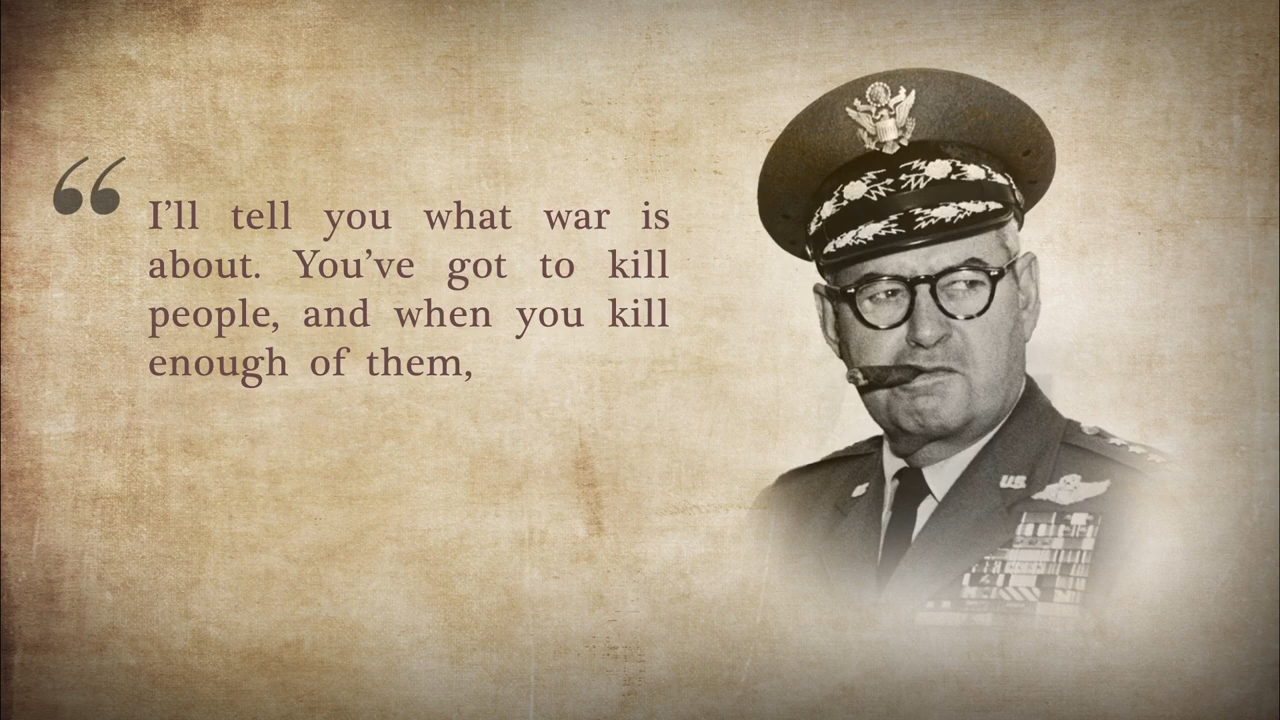 “
I’ll tell you what war is
about. You’ve got to kill
people, and when you kill
enough of them,
U.S.